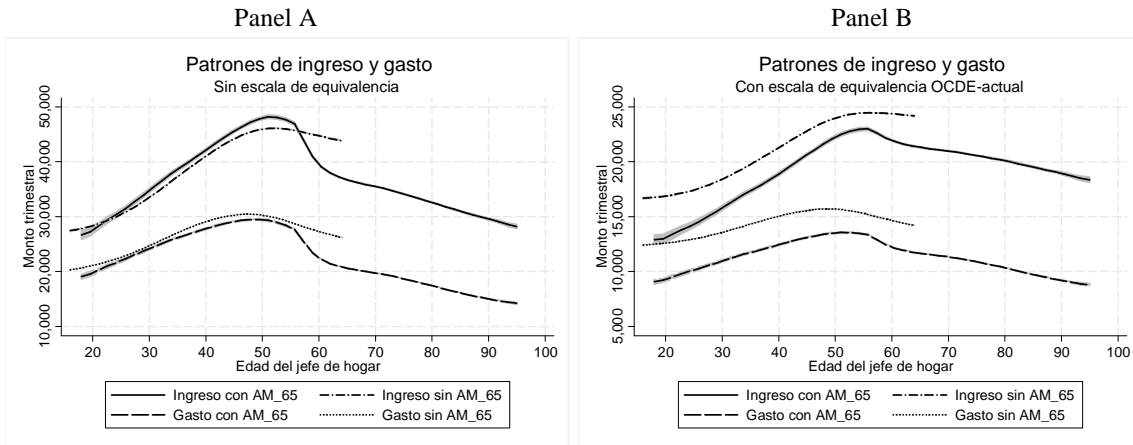 Panel A
Patrones de ingreso y gasto
Sin escala de equivalencia
Monto trimestral
50,000
40,000
30,000
20,000
10,000
20 30 40 50 60 70 80 90 100
Edad del jefe de hogar
Ingreso con AM_65 Ingreso sin AM_65
Gasto con AM_65 Gasto sin AM_65
Panel B
Patrones de ingreso y gasto
Con escala de equivalencia OCDE-actual
Monto trimestral
25,000
20,000
15,000
10,000
5,000
20 30 40 50 60 70 80 90 100
Edad del jefe de hogar
Ingreso con AM_65 Ingreso sin AM_65
Gasto con AM_65 Gasto sin AM_65